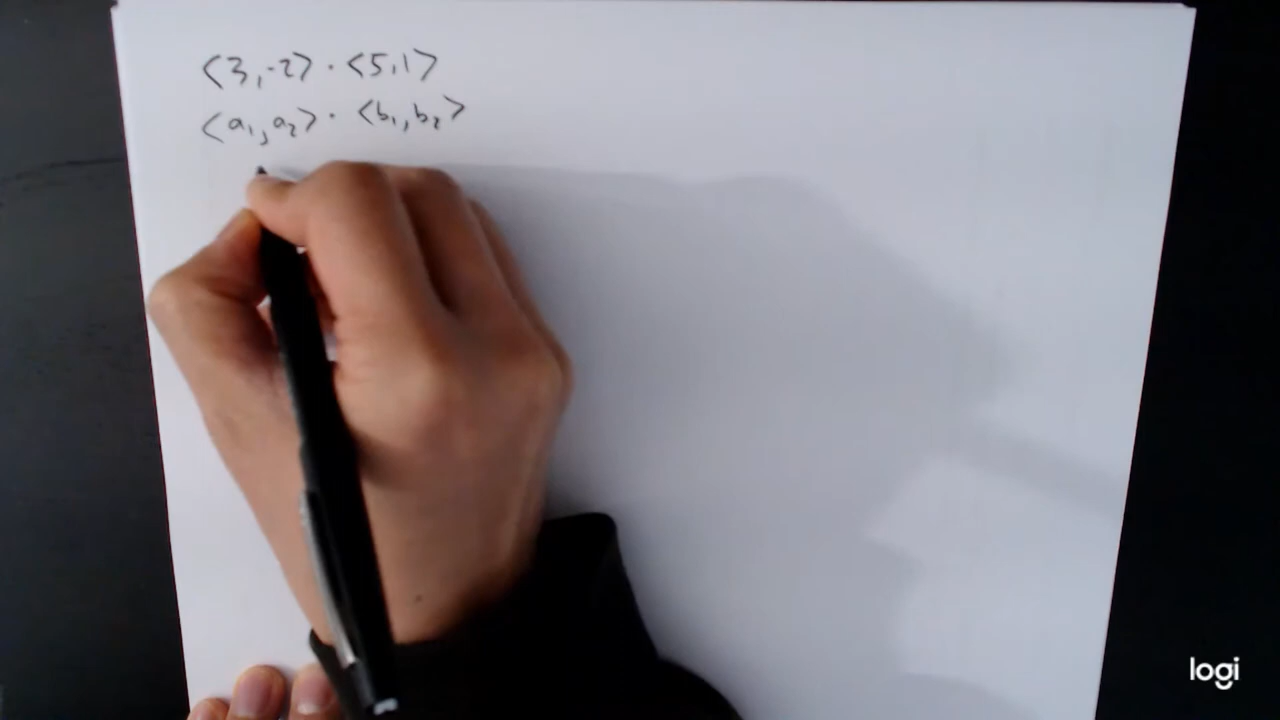 <3,-2> · <5,1>
<a₁,a₂> · <b₁,b₂>
logi